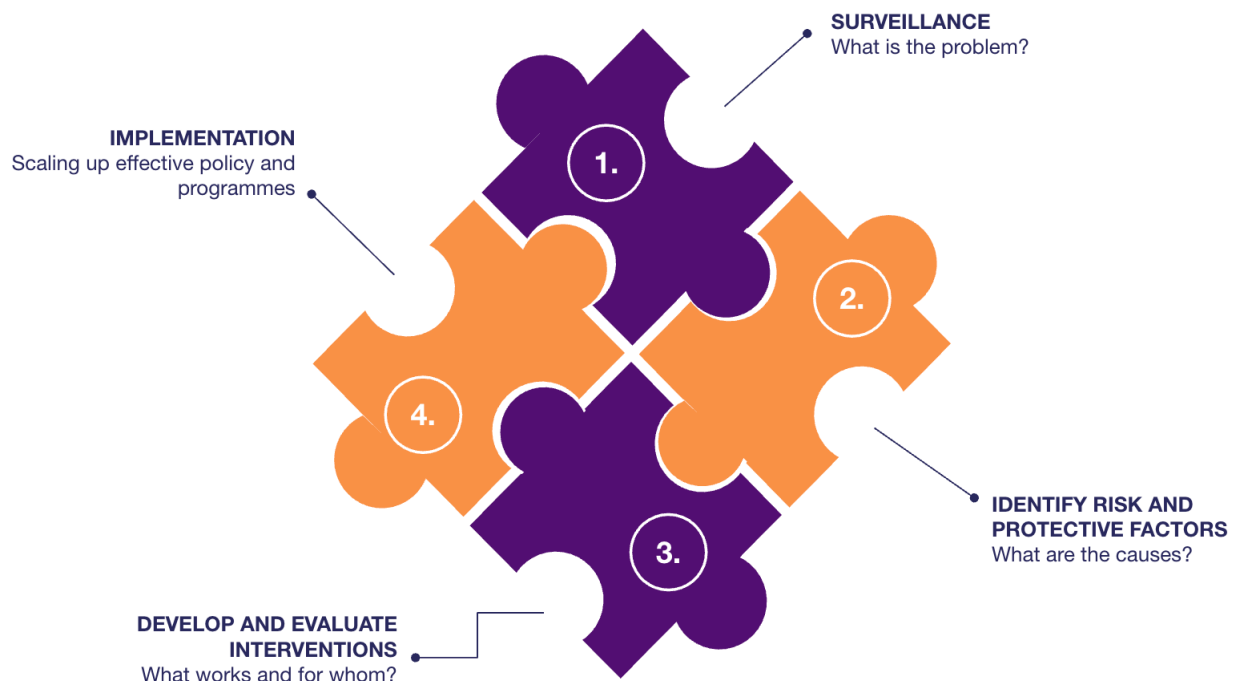 SURVEILLANCE
What is the problem?
IMPLEMENTATION
Scaling up effective policy and
programmes
1.
2.
4.
3.
IDENTIFY RISK AND
PROTECTIVE FACTORS
What are the causes?
DEVELOP AND EVALUATE
INTERVENTIONS
What works and for whom?